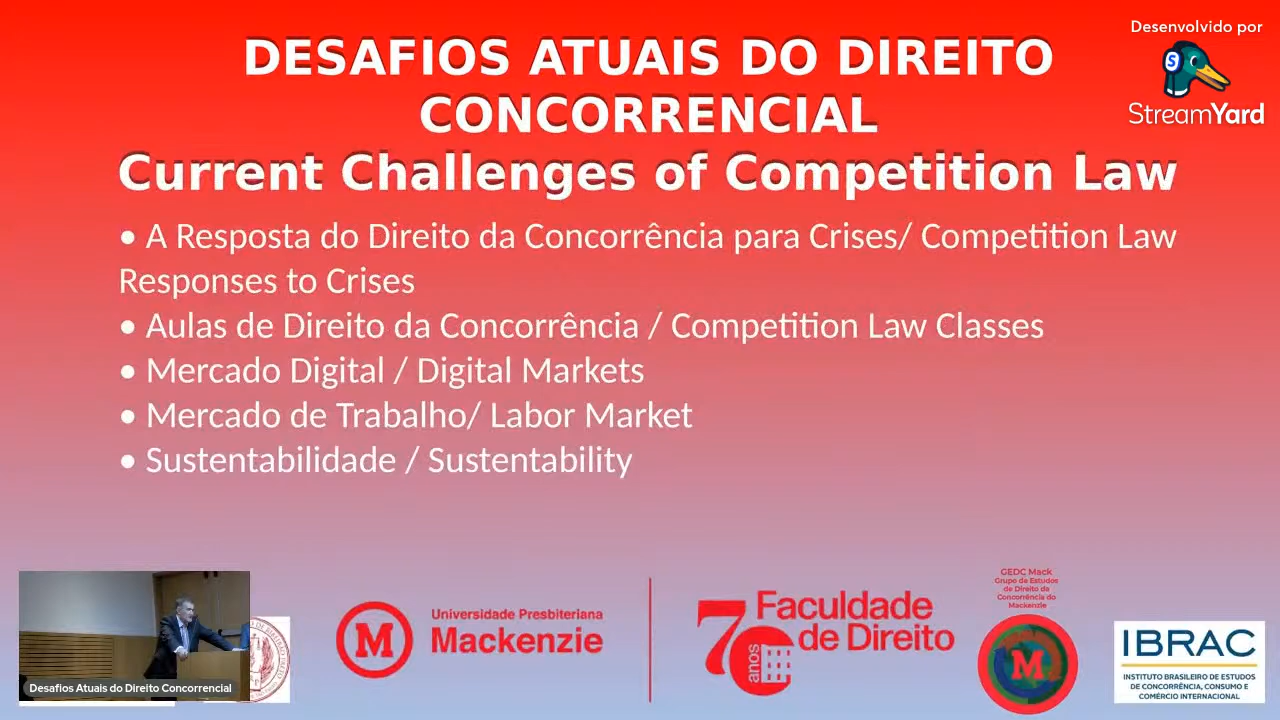 Desenvolvido por
StreamYard
DESAFIOS ATUAIS DO DIREITO
CONCORRENCIAL
Current Challenges of Competition Law
• A Resposta do Direito da Concorrência para Crises/ Competition Law
Responses to Crises
• Aulas de Direito da Concorrência / Competition Law Classes
• Mercado Digital / Digital Markets
• Mercado de Trabalho/ Labor Market
• Sustentabilidade / Sustentability
Desafios Atuais do Direito Concorrencial
M
Universidade Presbiteriana
Mackenzie
70 anos
Faculdade
de Direito
GEDC Mack
Grupo de Estudos
de Direito da
Concorrência do
Mackenzie
M
IBRAC
INSTITUTO BRASILEIRO DE ESTUDOS
DE CONCORRÊNCIA, CONSUMO E
COMÉRCIO INTERNACIONAL